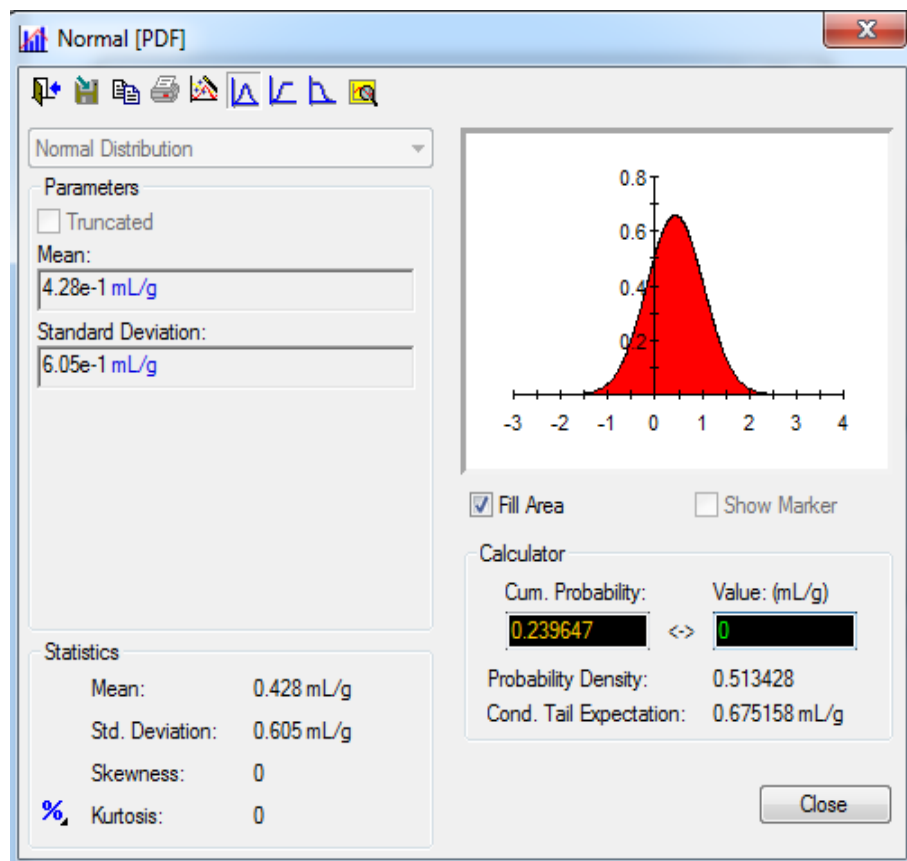 Normal [PDF]
X
Normal Distribution
Parameters
Truncated
Mean:
4.28e-1 mL/g
Standard Deviation:
6.05e-1 mL/g
Statistics
Mean: 0.428 mL/g
Std. Deviation: 0.605 mL/g
Skewness: 0
%, Kurtosis: 0
0.8
0.6
0.4
0.2
-3 -2 -1 0 1 2 3 4
Fill Area Show Marker
Calculator
Cum. Probability: Value: (mL/g)
0.239647 <-> 0
Probability Density: 0.513428
Cond. Tail Expectation: 0.675158 mL/g
Close